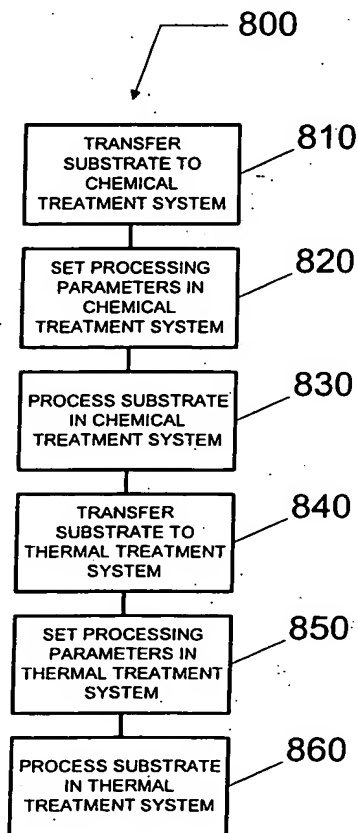 800
TRANSFER
SUBSTRATE TO
CHEMICAL
TREATMENT SYSTEM
810
SET PROCESSING
PARAMETERS IN
CHEMICAL
TREATMENT SYSTEM
820
PROCESS SUBSTRATE
IN CHEMICAL
TREATMENT SYSTEM
830
TRANSFER
SUBSTRATE TO
THERMAL TREATMENT
SYSTEM
840
SET PROCESSING
PARAMETERS IN
THERMAL TREATMENT
SYSTEM
850
PROCESS SUBSTRATE
IN THERMAL
TREATMENT SYSTEM
860